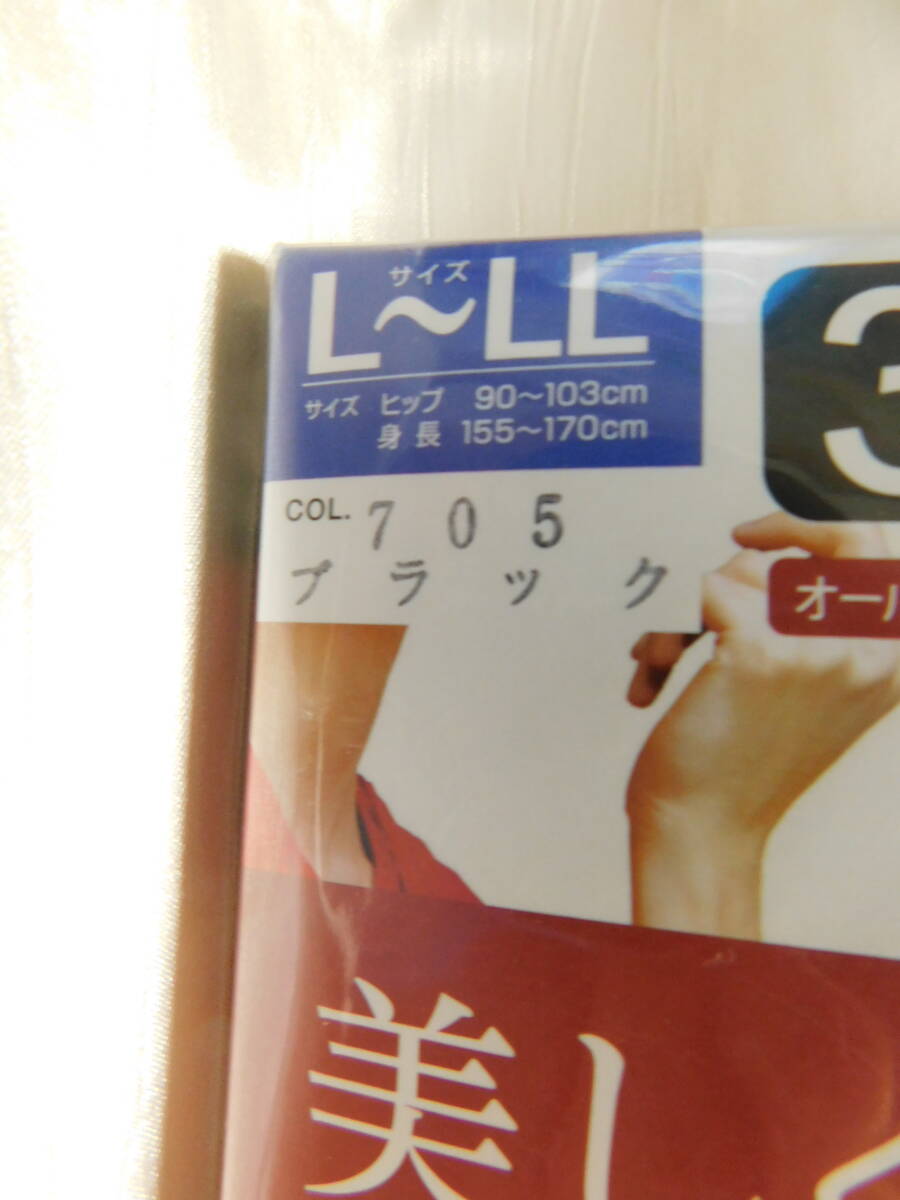 サイズ
L～LL
サイズ ヒップ 90～103cm
身長 155～170cm
COL. 705
ブラック
3
オー
美し